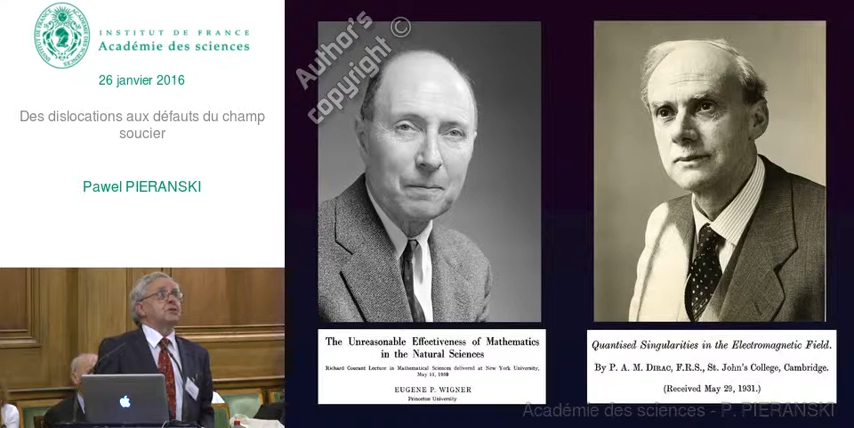 INSTITUT DE FRANCE
Académie des sciences
26 janvier 2016
Des dislocations aux défauts du champ
soucier
Pawel PIERANSKI
Author's
copyright ©
The Unreasonable Effectiveness of Mathematics
in the Natural Sciences
Richard Courant Lecture in Mathematical Sciences delivered at New York University,
EUGENE P. WIGNER
Princeton University
Quantised Singularities in the Electromagnetic Field.
By P. A. M. DIRAC, F.R.S., St. John's College, Cambridge.
(Received May 29, 1931.)
Académie des sciences - P. PIERANSKI